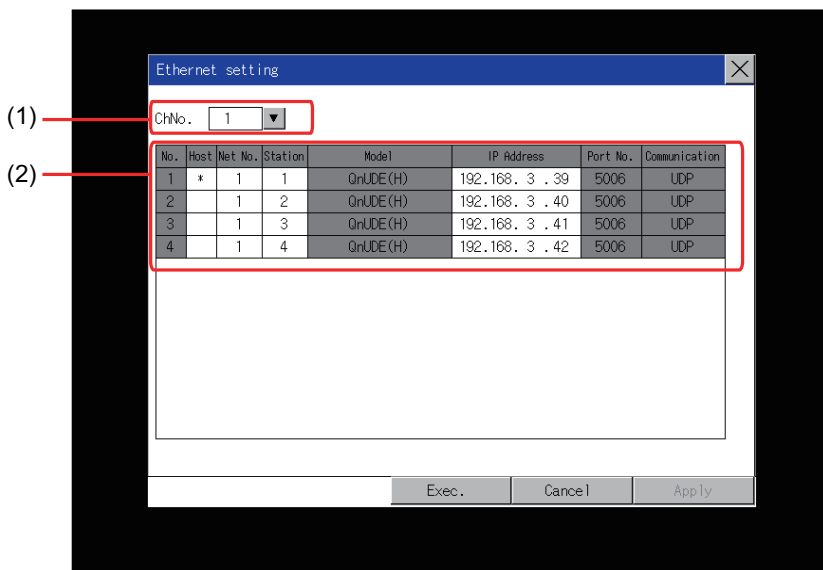 Ethernet setting
(1)
ChNo. 1
(2)
No. Host Net No. Station Model IP Address Port No. Communication
1 * 1 1 QnUDE(H) 192.168. 3 .39 5006 UDP
2 1 2 QnUDE(H) 192.168. 3 .40 5006 UDP
3 1 3 QnUDE(H) 192.168. 3 .41 5006 UDP
4 1 4 QnUDE(H) 192.168. 3 .42 5006 UDP
Exec. Cancel Apply